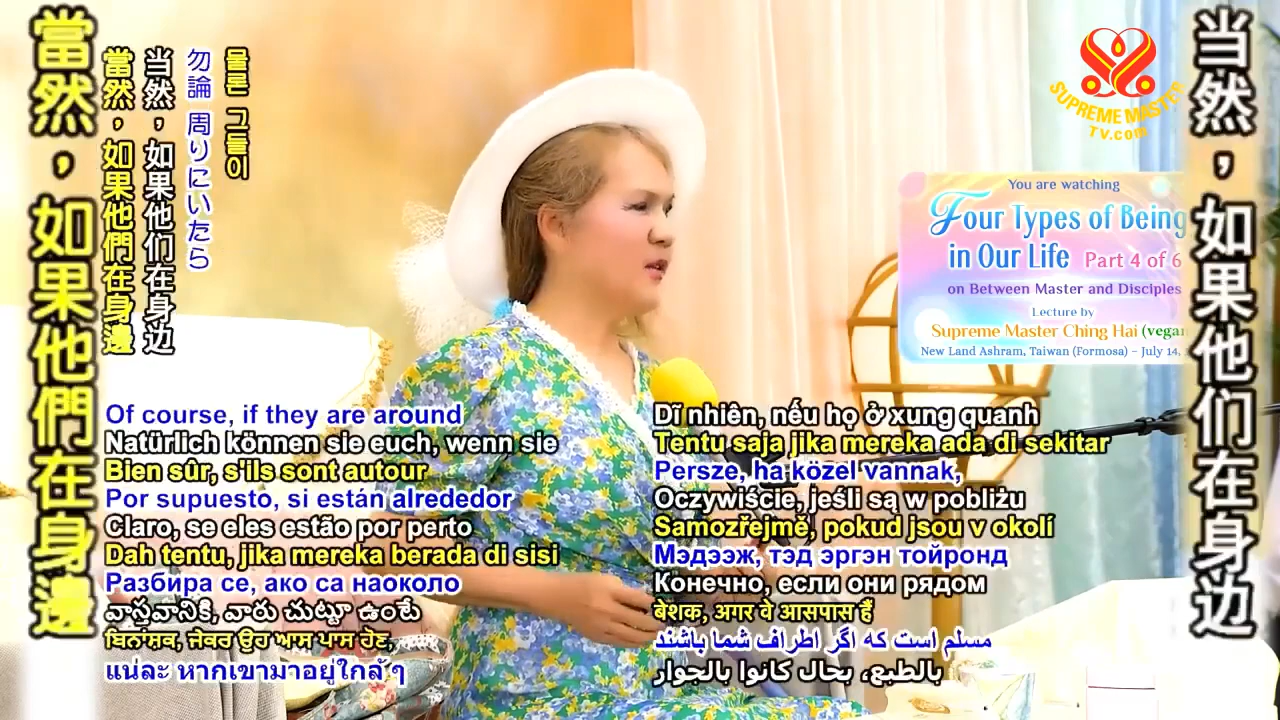 當然，如果他們在身邊
當然，如果他們在身邊
当然，如果他们在身边
勿論 周りにいたら
물론 그들이
SUPREME MASTER
TV.com
You are watching
Four Types of Being
in Our Life Part 4 of 6
on Between Master and Disciples
Lecture by
Supreme Master Ching Hai (vegan
New Land Ashram, Taiwan (Formosa) – July 14,
当然，如果他们在身边
Of course, if they are around
Natürlich können sie euch, wenn sie
Bien sûr, s'ils sont autour
Por supuesto, si están alrededor
Claro, se eles estão por perto
Dah tentu, jika mereka berada di sisi
Разбира се, ако са наоколо
వాస్తవానికి, వారు చుట్టూ ఉంటే
ਬਿਨਾਂਸ਼ਕ, ਜੇਕਰ ਉਹ ਆਸ ਪਾਸ ਹੋਣ,
แน่ละ หากเขามาอยู่ใกล้ ๆ
Dĩ nhiên, nếu họ ở xung quanh
Tentu saja jika mereka ada di sekitar
Persze, ha közel vannak,
Oczywiście, jeśli są w pobliżu
Samozřejmě, pokud jsou v okolí
Мэдээж, тэд эргэн тойронд
Конечно, если они рядом
बेशक, अगर वे आसपास हैं
مسلم است که اگر اطراف شما باشند
بالطبع، بحال كانوا بالجوار